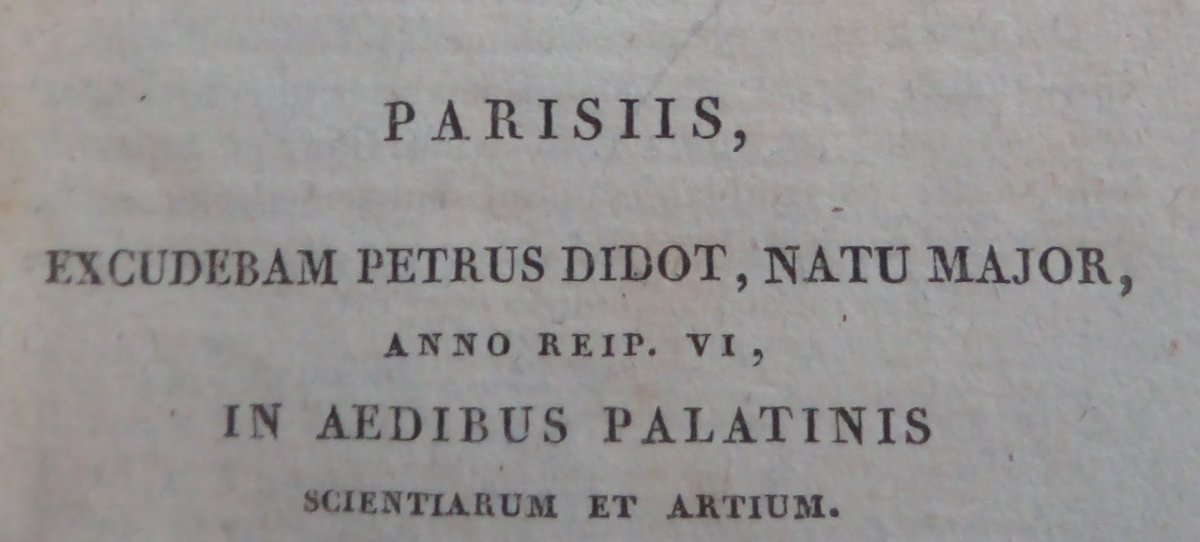 PARISIIS,
EXCUDEBAM PETRUS DIDOT, NATU MAJOR,
ANNO REIP. VI,
IN AEDIBUS PALATINIS
SCIENTIARUM ET ARTIUM.